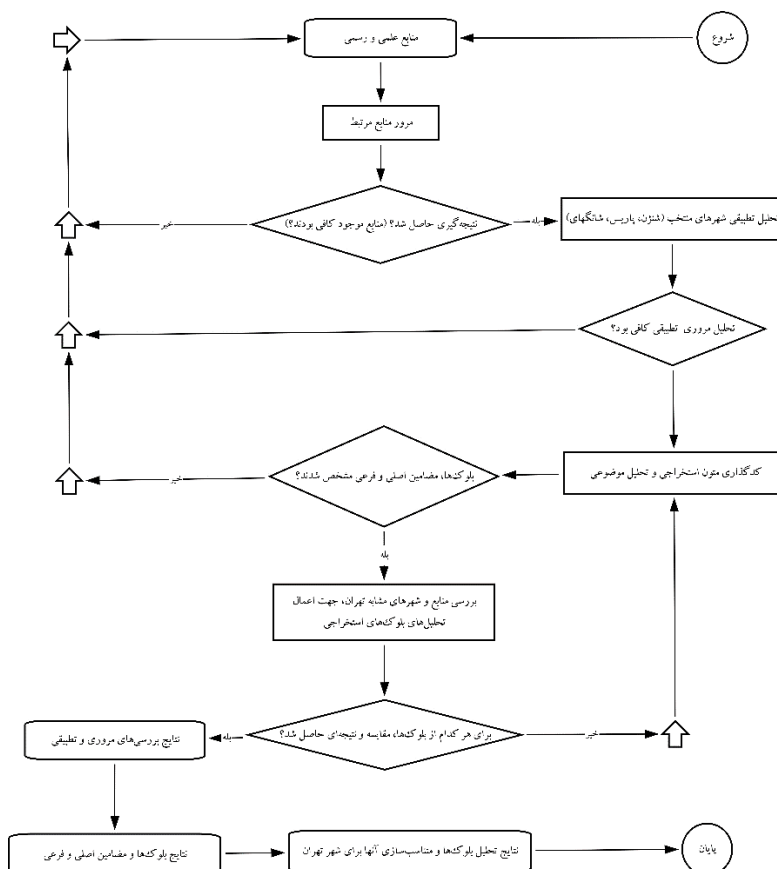 شروع
منابع علمی و رسمی
مرور منابع مرتبط
نتیجه‌گیری حاصل شد؟ (منابع موجود کافی بودند؟)
بله
خیر
تحلیل تطبیقی شهرهای منتخب (شنژن، پاریس، شانگهای)
تحلیل مروری تطبیقی کافی بود؟
کدگذاری متون استخراجی و تحلیل موضوعی
بلوک‌ها، مضامین اصلی و فرعی مشخص شدند؟
خیر
بله
بررسی منابع و شهرهای مشابه تهران، جهت اعمال
تحلیل‌های بلوک‌های استخراجی
برای هر کدام از بلوک‌ها، مقایسه و نتیجه‌ای حاصل شد؟
خیر
بله
نتایج بررسی‌های مروری و تطبیقی
نتایج بلوک‌ها و مضامین اصلی و فرعی
نتایج تحلیل بلوک‌ها و متناسب‌سازی آنها برای شهر تهران
پایان